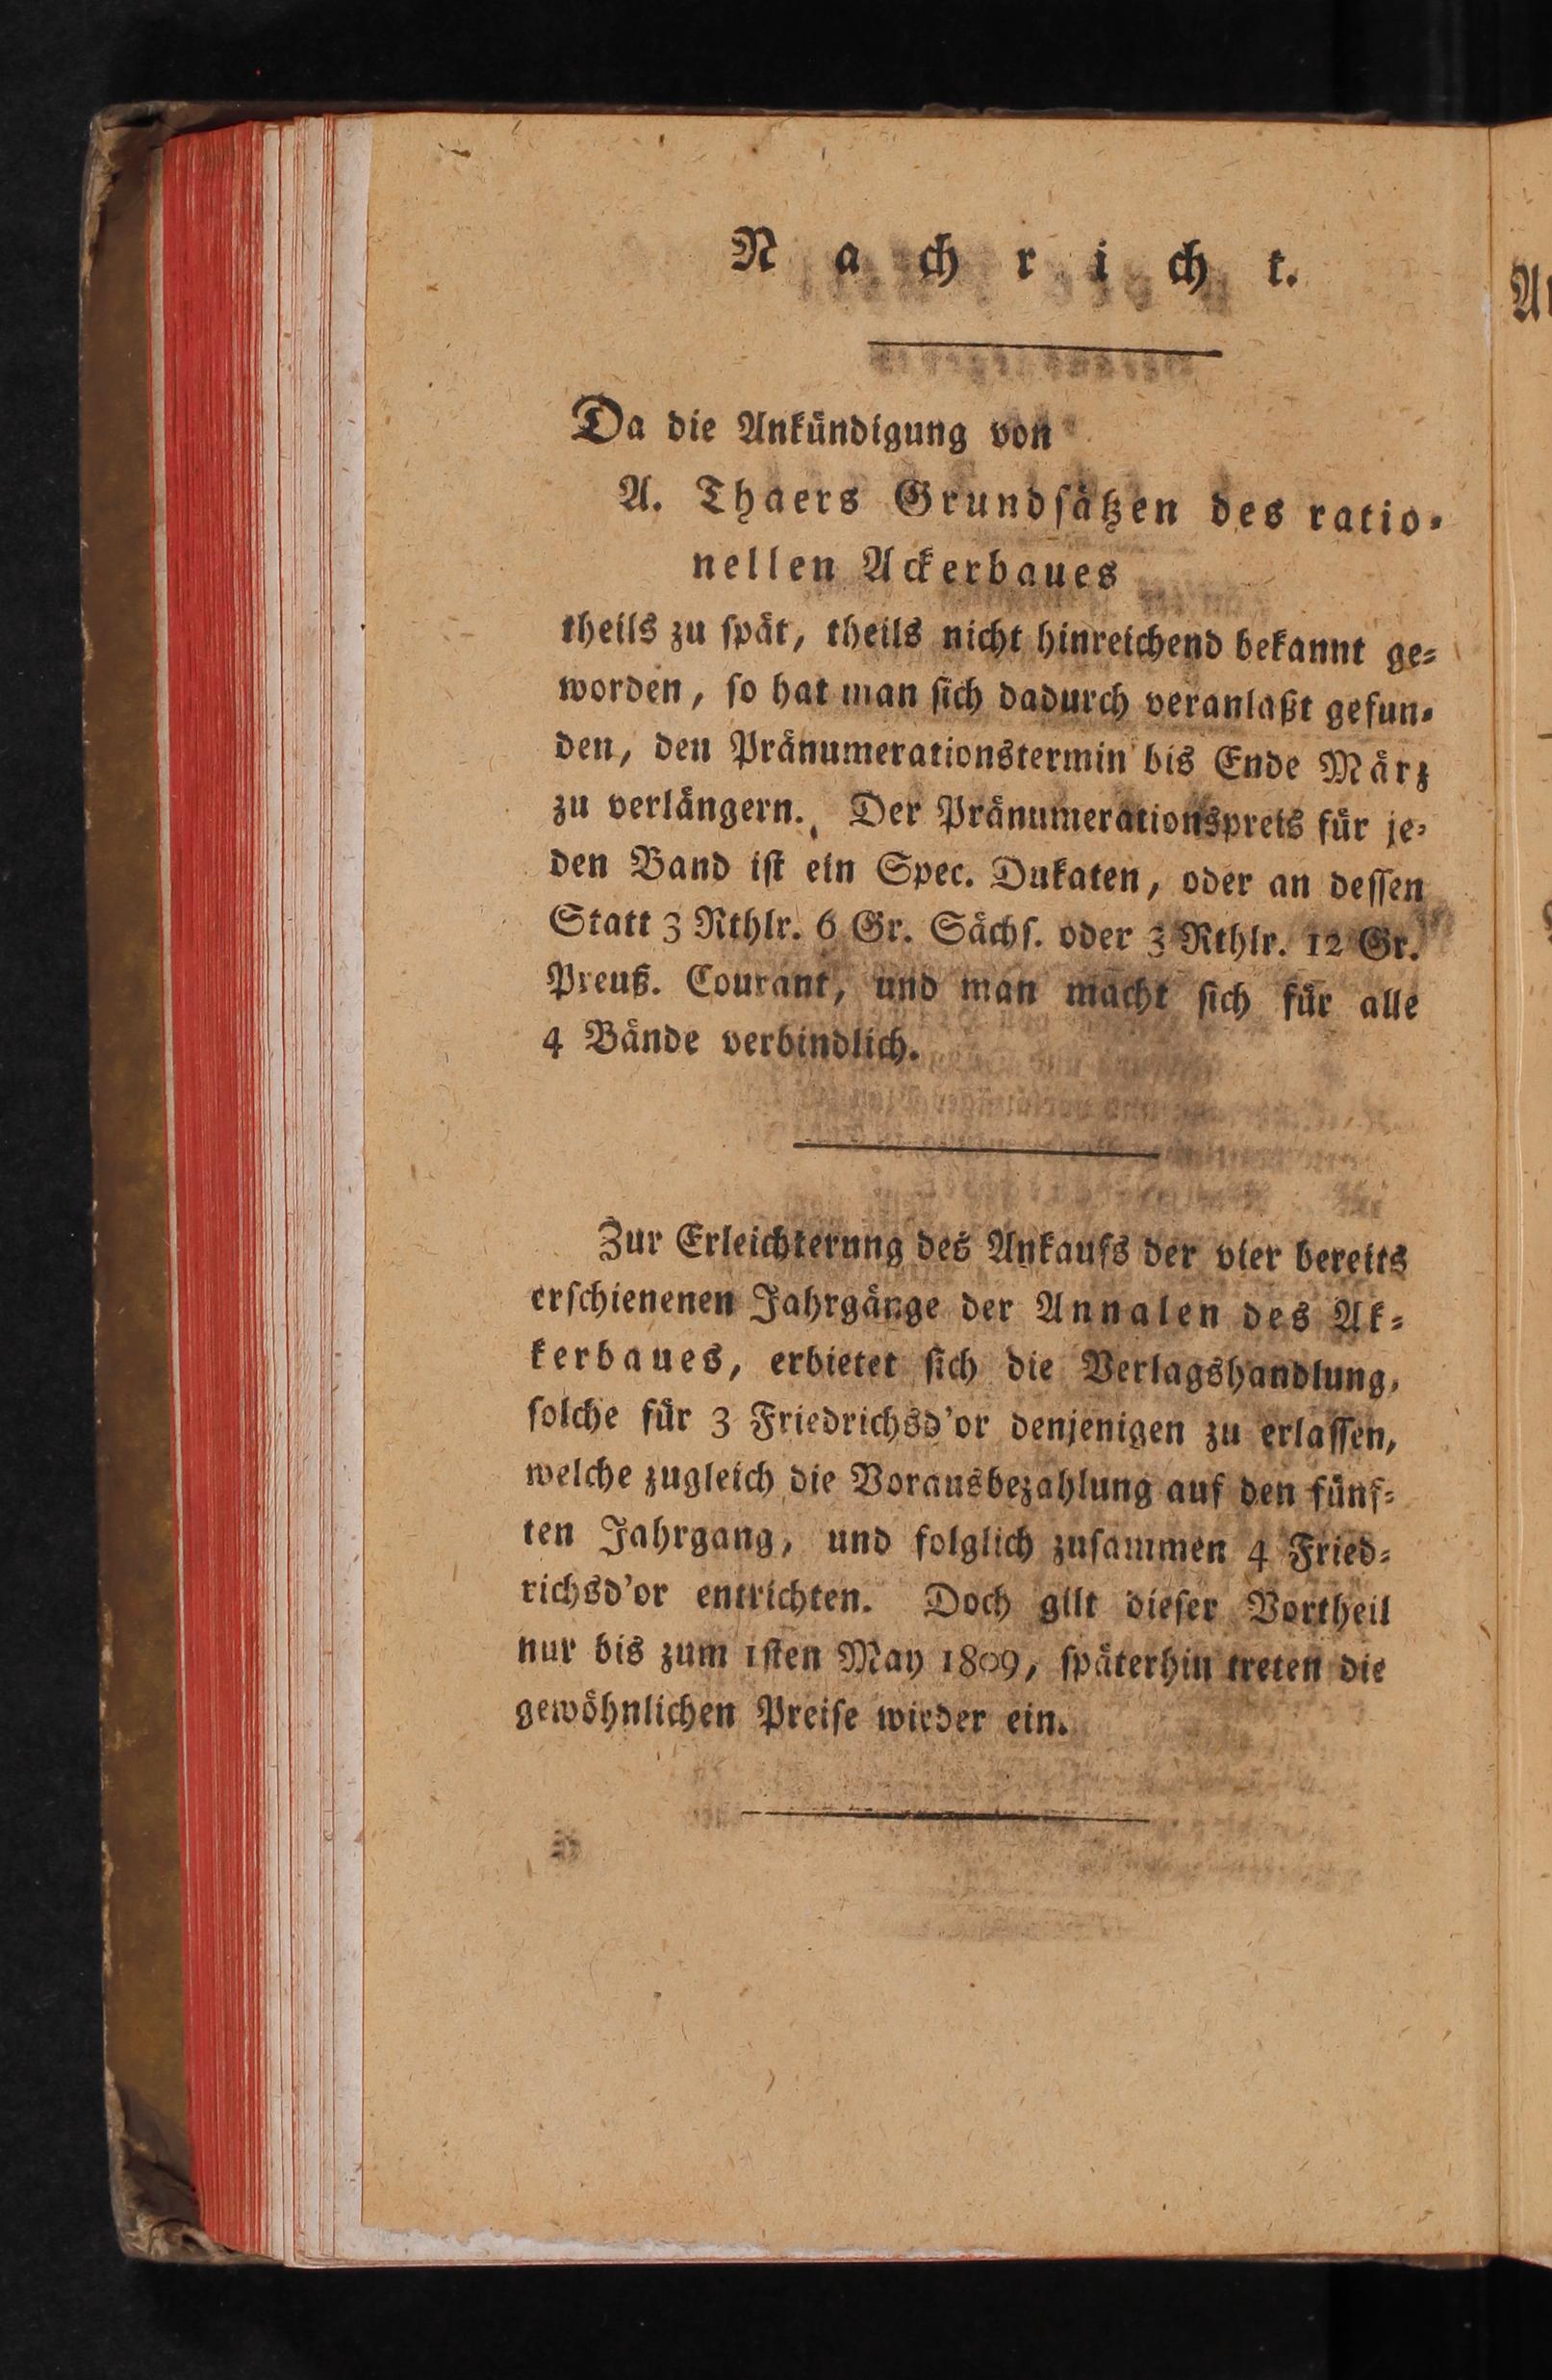 Nachricht.
Da die Ankündigung von
A. Thaers Grundsätzen des ratio-
nellen Ackerbaues
theils zu spät, theils nicht hinreichend bekannt ge-
worden, so hat man sich dadurch veranlaßt gefun-
den, den Pränumerationstermin bis Ende März
zu verlängern. Der Pränumerationspreis für je-
den Band ist ein Spec. Dukaten, oder an dessen
Statt 3 Rthlr. 6 Gr. Sächs. oder 3 Rthlr. 12 Gr.
Preuß. Courant, und man macht sich für alle
4 Bände verbindlich.
Zur Erleichterung des Ankaufs der vier bereits
erschienenen Jahrgänge der Annalen des Ak-
kerbaues, erbietet sich die Verlagshandlung,
solche für 3 Friedrichsd'or denjenigen zu erlassen,
welche zugleich die Vorausbezahlung auf den fünf-
ten Jahrgang, und folglich zusammen 4 Fried-
richsd'or entrichten. Doch gilt dieser Vortheil
nur bis zum 1sten May 1809, späterhin treten die
gewöhnlichen Preise wieder ein.